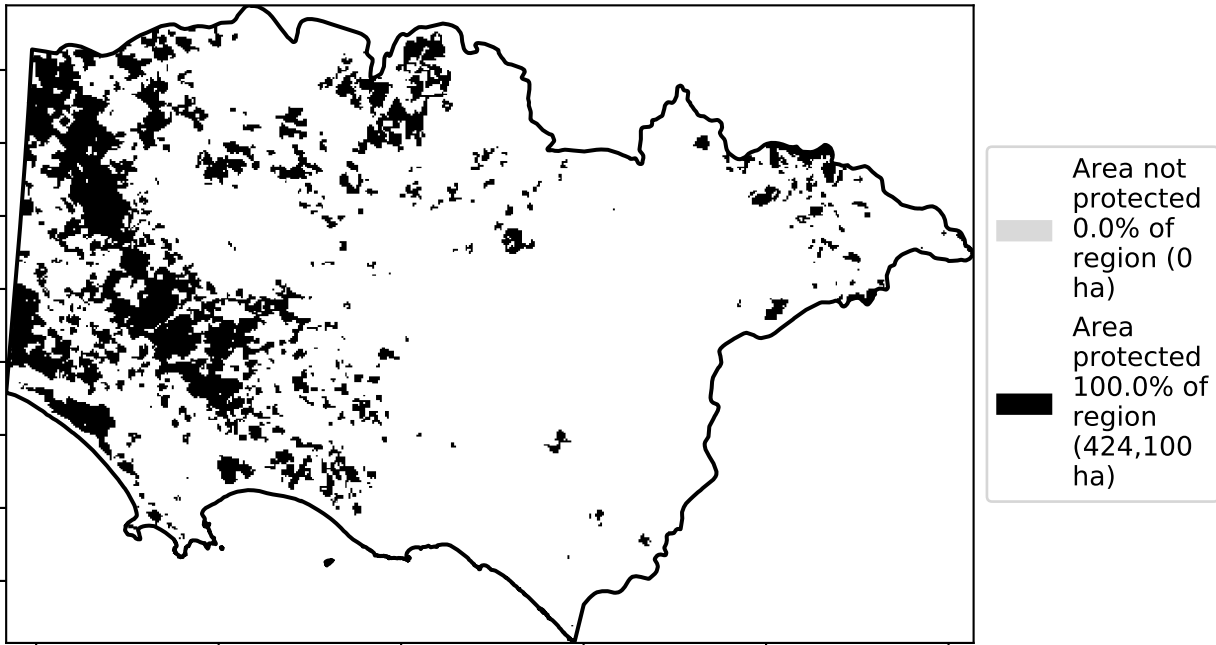 Area not
protected
0.0% of
region (0
ha)
Area
protected
100.0% of
region
(424,100
ha)